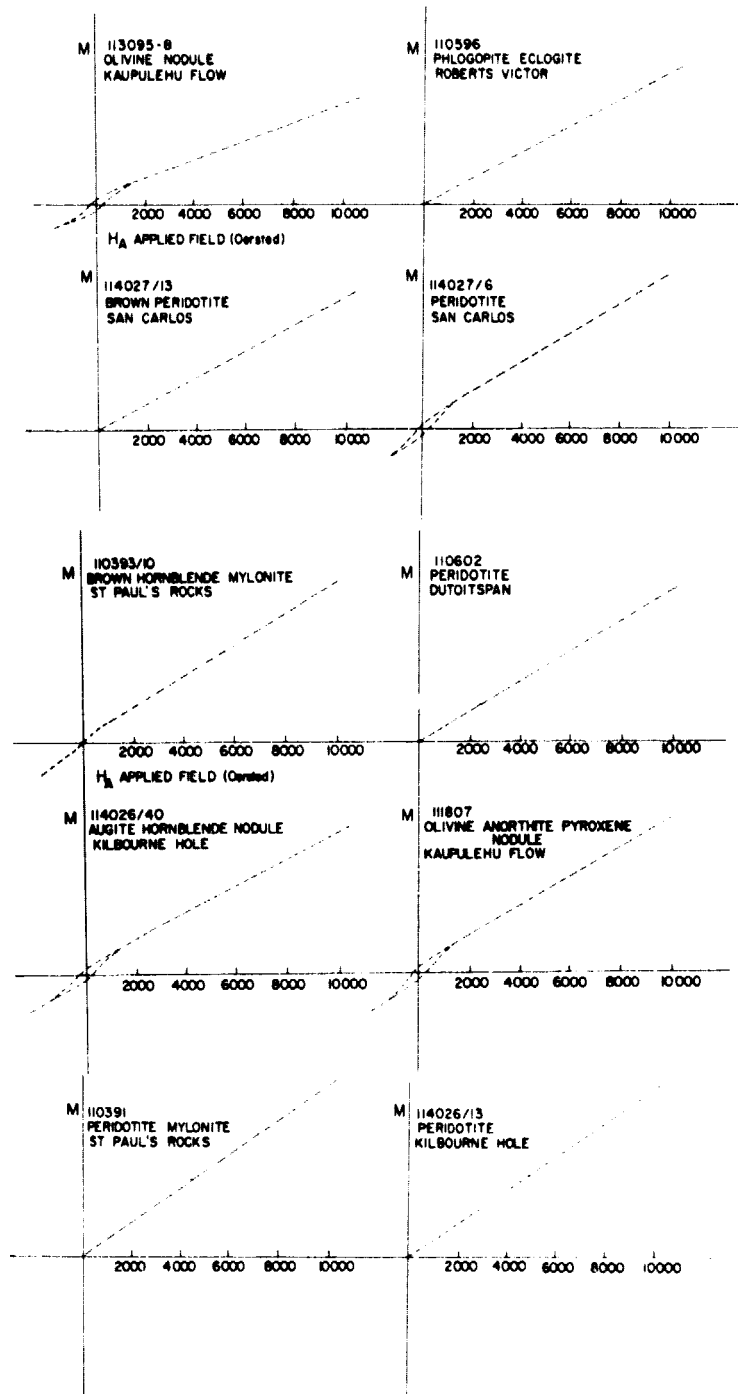 M
113095-8
OLIVINE NODULE
KAUPULEHU FLOW
2000 4000 6000 8000 10000
HA APPLIED FIELD (Oersted)
M
110596
PHLOGOPITE ECLOGITE
ROBERTS VICTOR
2000 4000 6000 8000 10000
M
114027/13
BROWN PERIDOTITE
SAN CARLOS
2000 4000 6000 8000 10000
M
114027/6
PERIDOTITE
SAN CARLOS
2000 4000 6000 8000 10000
M
110393/10
BROWN HORNBLENDE MYLONITE
ST PAUL'S ROCKS
2000 4000 6000 8000 10000
HA APPLIED FIELD (Oersted)
M
110602
PERIDOTITE
DUTOITSPAN
2000 4000 6000 8000 10000
M
114026/40
AUGITE HORNBLENDE NODULE
KILBOURNE HOLE
2000 4000 6000 8000 10000
M
111807
OLIVINE ANORTHITE PYROXENE
NODULE
KAUPULEHU FLOW
2000 4000 6000 8000 10000
M
110391
PERIDOTITE MYLONITE
ST PAUL'S ROCKS
2000 4000 6000 8000 10000
M
114026/13
PERIDOTITE
KILBOURNE HOLE
2000 4000 6000 8000 10000